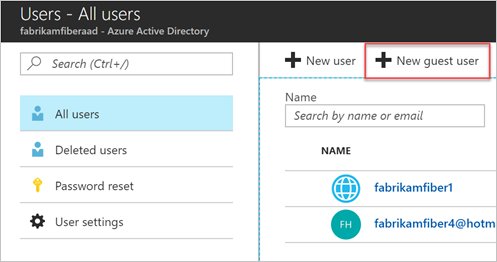 Users - All users
fabrikamfiberaad - Azure Active Directory
Search (Ctrl+/)
All users
Deleted users
Password reset
User settings
New user
New guest user
Name
Search by name or email
NAME
fabrikamfiber1
FH
fabrikamfiber4@hotm